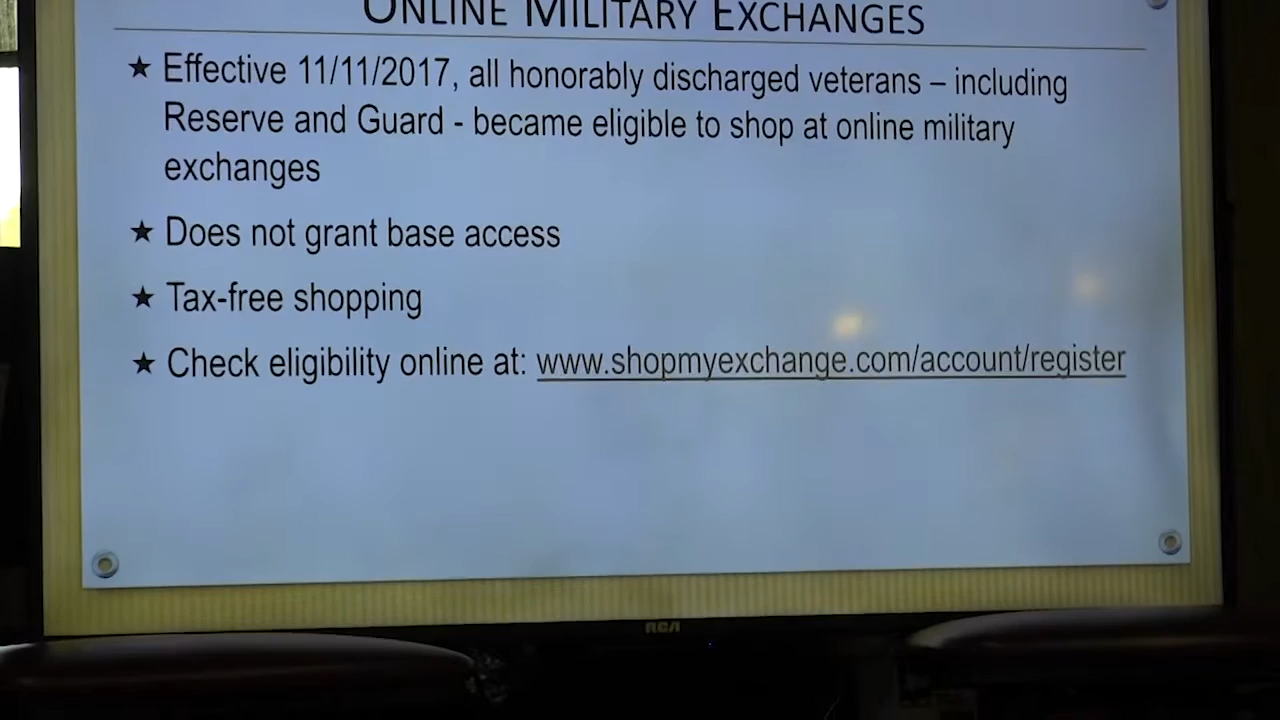 ONLINE MILITARY EXCHANGES
★ Effective 11/11/2017, all honorably discharged veterans – including
Reserve and Guard - became eligible to shop at online military
exchanges
★ Does not grant base access
★ Tax-free shopping
★ Check eligibility online at: www.shopmyexchange.com/account/register
RCA